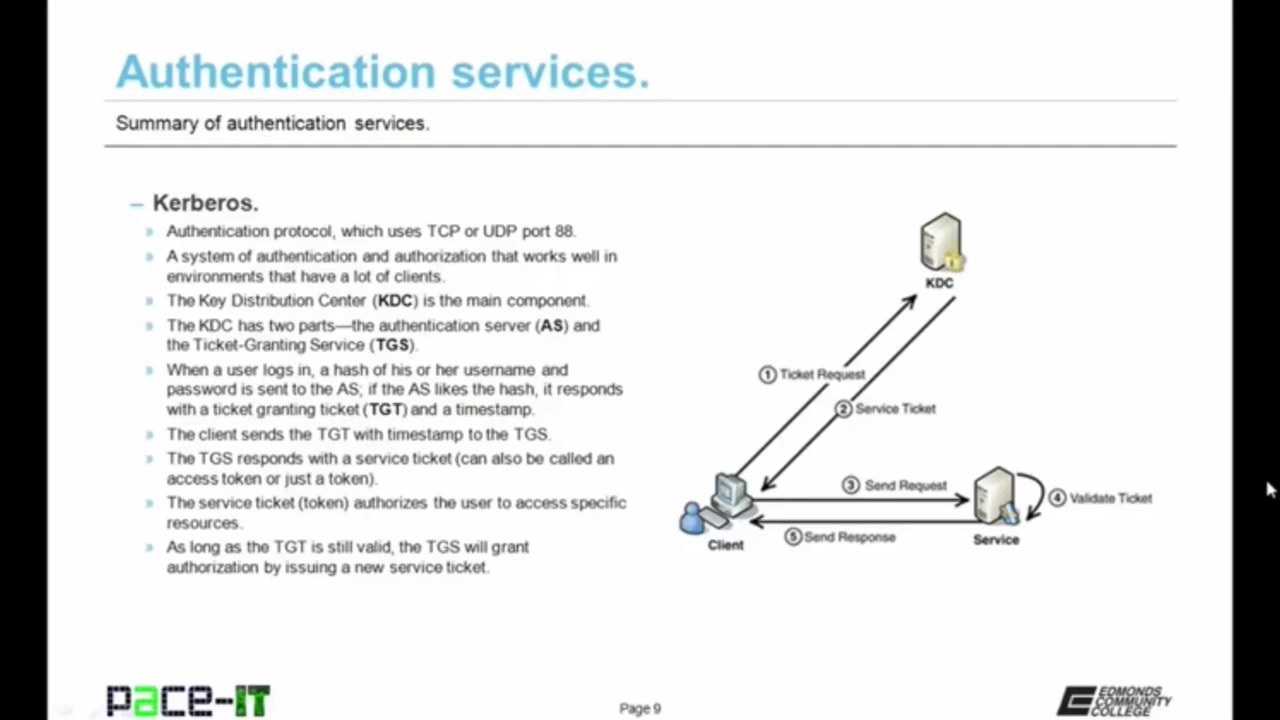 Authentication services.
Summary of authentication services.
– Kerberos.
» Authentication protocol, which uses TCP or UDP port 88.
» A system of authentication and authorization that works well in
environments that have a lot of clients.
» The Key Distribution Center (KDC) is the main component.
» The KDC has two parts—the authentication server (AS) and
the Ticket-Granting Service (TGS).
» When a user logs in, a hash of his or her username and
password is sent to the AS; if the AS likes the hash, it responds
with a ticket granting ticket (TGT) and a timestamp.
» The client sends the TGT with timestamp to the TGS.
» The TGS responds with a service ticket (can also be called an
access token or just a token).
» The service ticket (token) authorizes the user to access specific
resources.
» As long as the TGT is still valid, the TGS will grant
authorization by issuing a new service ticket.
KDC
① Ticket Request
② Service Ticket
③ Send Request
④ Validate Ticket
⑤ Send Response
Client
Service
pace-IT
Page 9
EDMONDS
COMMUNITY
COLLEGE